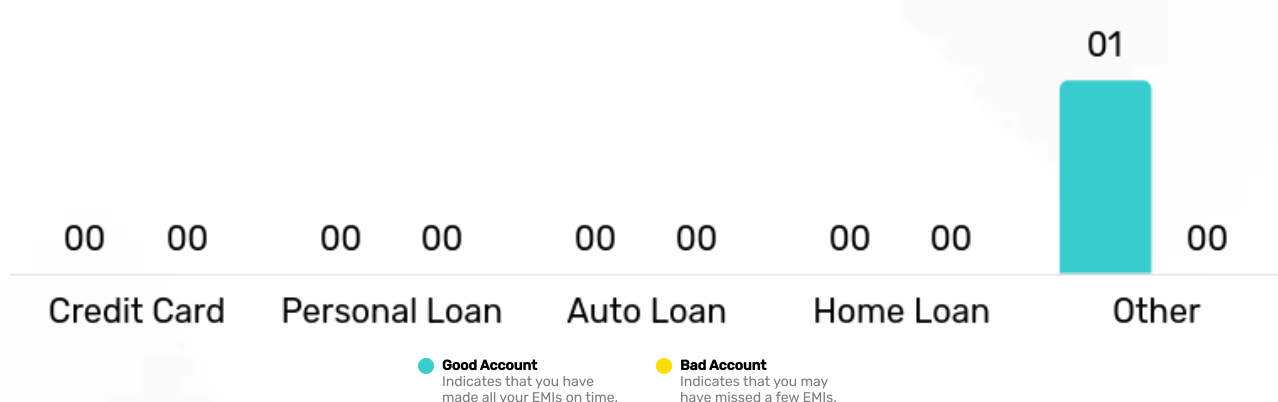 01
00 00 00 00 00 00 00 00 00
Credit Card Personal Loan Auto Loan Home Loan Other
Good Account Bad Account
Indicates that you have Indicates that you may
made all your EMIs on time. have missed a few EMIs.